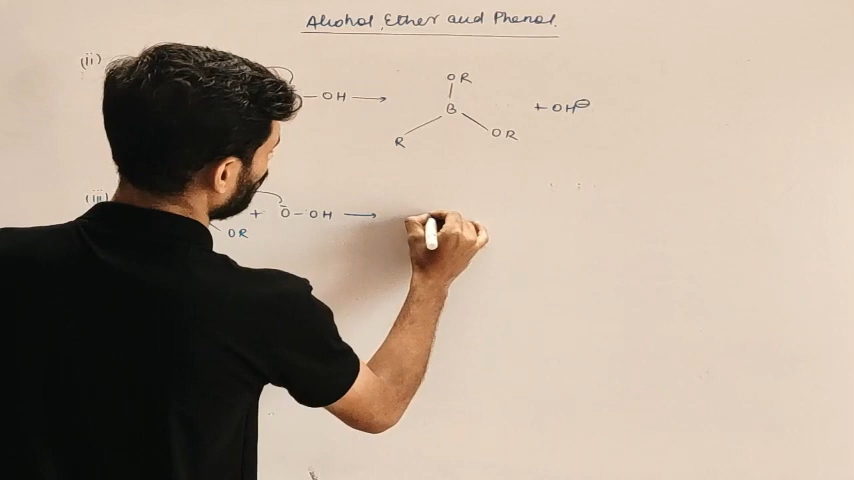 Alcohol, Ether and Phenol.
(ii)
OR
— OH ⟶ B + OH⊖
R OR
(iii)
+ Ō - OH ⟶
OR